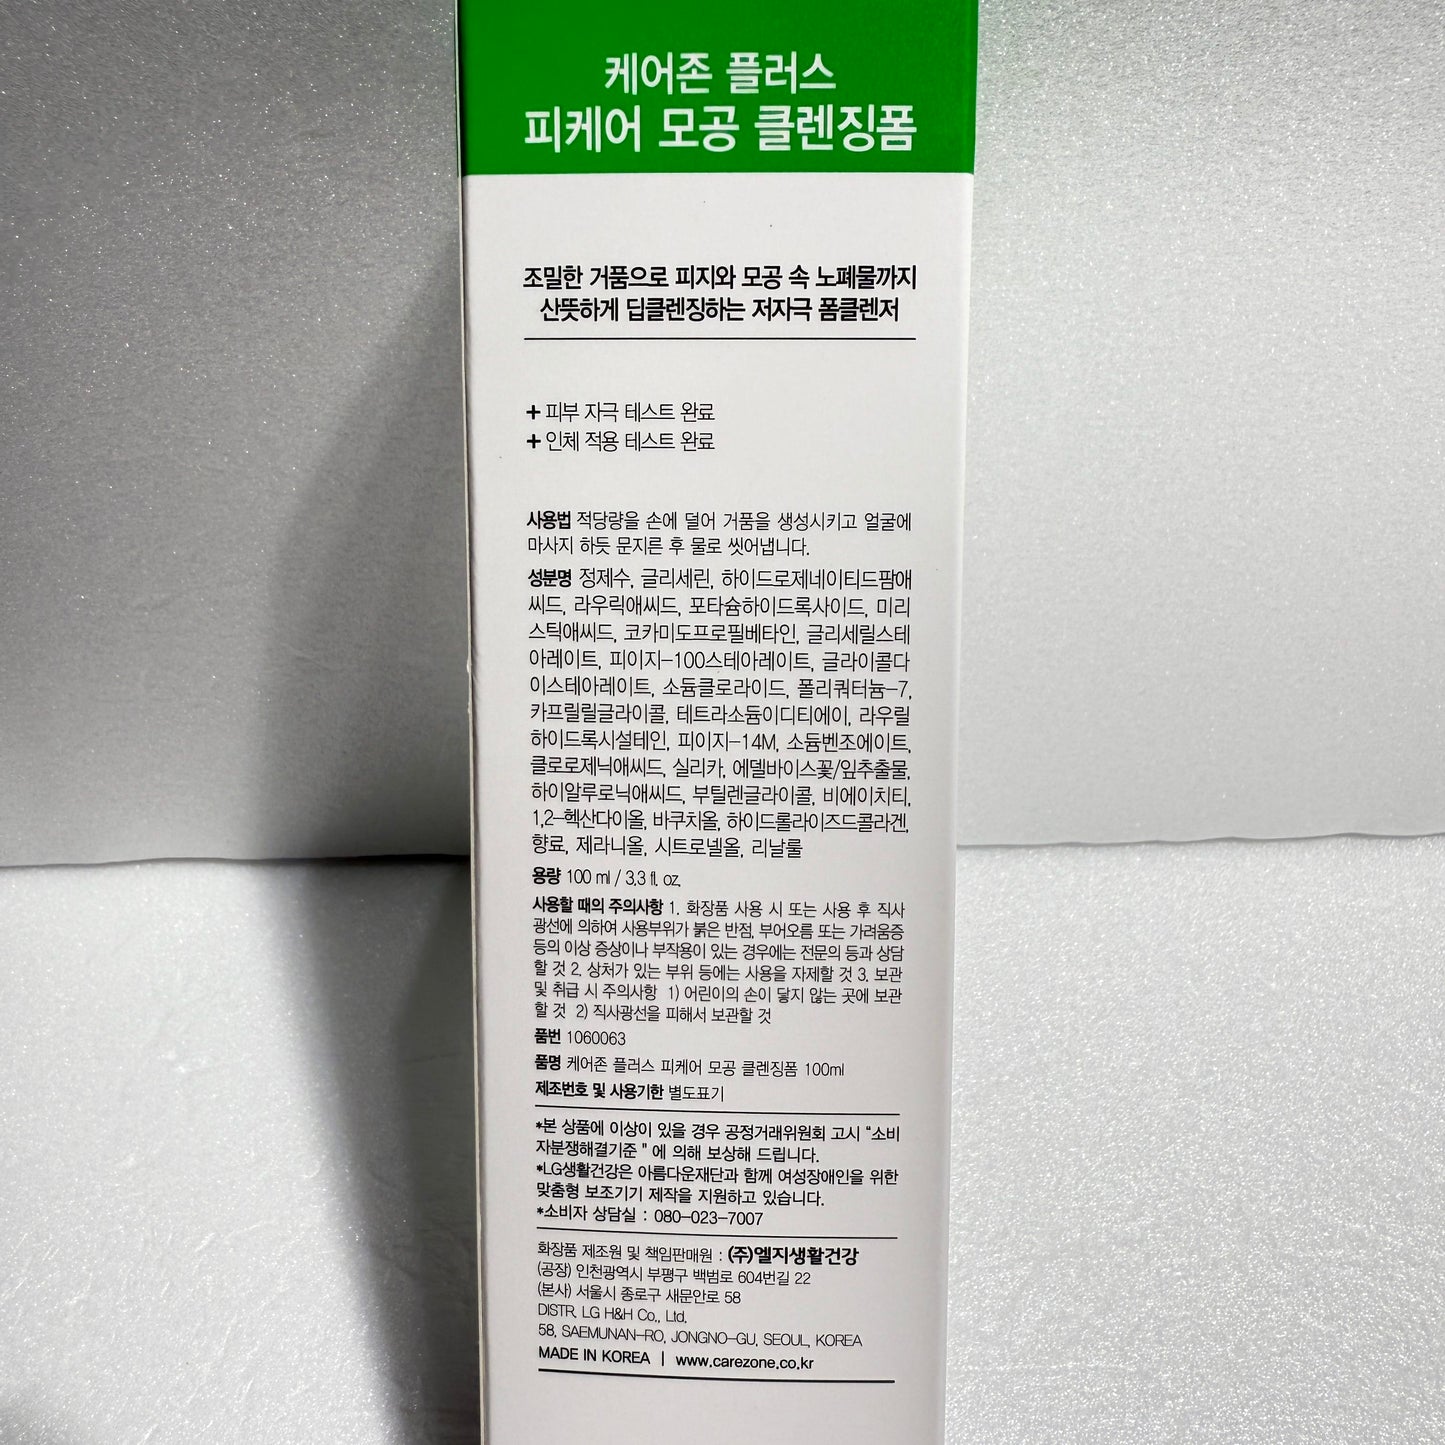 케어존 플러스
피케어 모공 클렌징폼
조밀한 거품으로 피지와 모공 속 노폐물까지
산뜻하게 딥클렌징하는 저자극 폼클렌저
+ 피부 자극 테스트 완료
+ 인체 적용 테스트 완료
사용법 적당량을 손에 덜어 거품을 생성시키고 얼굴에
마사지 하듯 문지른 후 물로 씻어냅니다.
성분명 정제수, 글리세린, 하이드로제네이티드팜애
씨드, 라우릭애씨드, 포타슘하이드록사이드, 미리
스틱애씨드, 코카미도프로필베타인, 글리세릴스테
아레이트, 피이지-100스테아레이트, 글라이콜다
이스테아레이트, 소듐클로라이드, 폴리쿼터늄-7,
카프릴릴글라이콜, 테트라소듐이디티에이, 라우릴
하이드록시설테인, 피이지-14M, 소듐벤조에이트,
클로로제닉애씨드, 실리카, 에델바이스꽃/잎추출물,
하이알루로닉애씨드, 부틸렌글라이콜, 비에이치티,
1,2-헥산다이올, 바쿠치올, 하이드롤라이즈드콜라겐,
향료, 제라니올, 시트로넬올, 리날룰
용량 100 ml / 3.3 fl. oz.
사용할 때의 주의사항 1. 화장품 사용 시 또는 사용 후 직사
광선에 의하여 사용부위가 붉은 반점, 부어오름 또는 가려움증
등의 이상 증상이나 부작용이 있는 경우에는 전문의 등과 상담
할 것 2. 상처가 있는 부위 등에는 사용을 자제할 것 3. 보관
및 취급 시 주의사항 1) 어린이의 손이 닿지 않는 곳에 보관
할 것 2) 직사광선을 피해서 보관할 것
품번 1060063
품명 케어존 플러스 피케어 모공 클렌징폼 100ml
제조번호 및 사용기한 별도표기
*본 상품에 이상이 있을 경우 공정거래위원회 고시 "소비
자분쟁해결기준 " 에 의해 보상해 드립니다.
*LG생활건강은 아름다운재단과 함께 여성장애인을 위한
맞춤형 보조기기 제작을 지원하고 있습니다.
*소비자 상담실 : 080-023-7007
화장품 제조원 및 책임판매원 : (주)엘지생활건강
(공장) 인천광역시 부평구 백범로 604번길 22
(본사) 서울시 종로구 새문안로 58
DISTR. LG H&H Co., Ltd.
58, SAEMUNAN-RO, JONGNO-GU, SEOUL, KOREA
MADE IN KOREA | www.carezone.co.kr